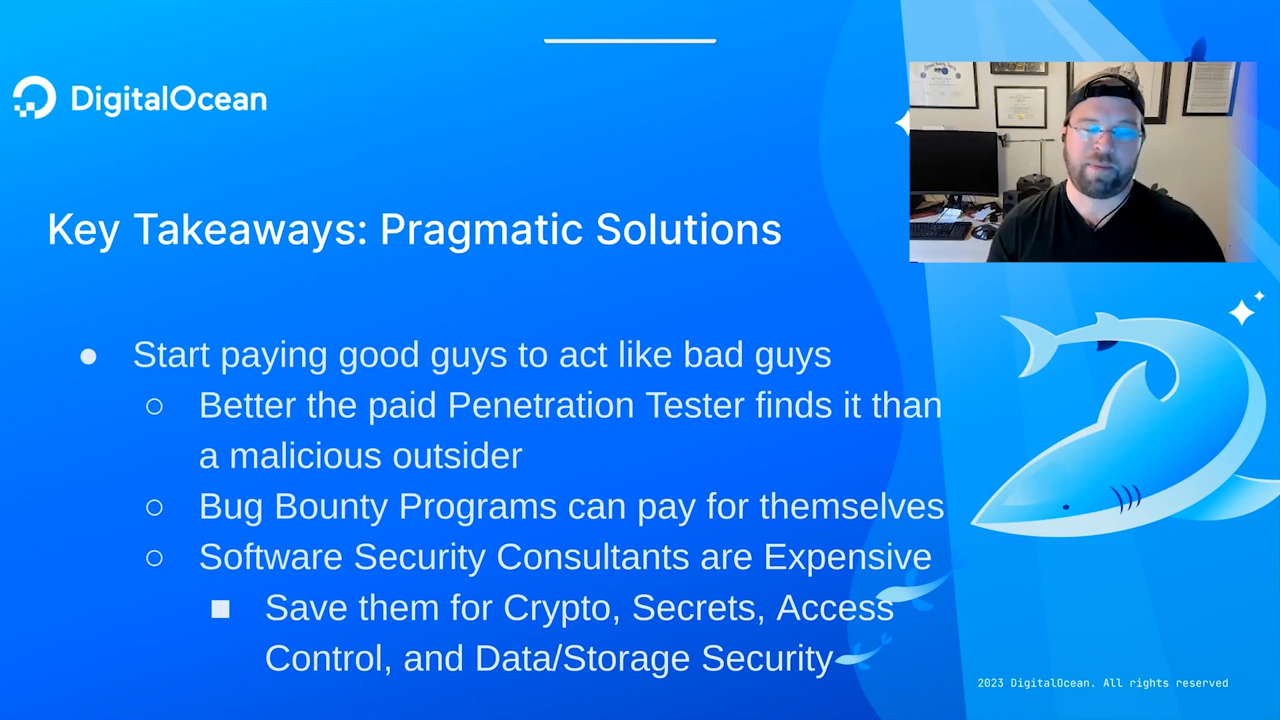 DigitalOcean
Key Takeaways: Pragmatic Solutions
● Start paying good guys to act like bad guys
○ Better the paid Penetration Tester finds it than
a malicious outsider
○ Bug Bounty Programs can pay for themselves
○ Software Security Consultants are Expensive
■ Save them for Crypto, Secrets, Access
Control, and Data/Storage Security
2023 DigitalOcean. All rights reserved